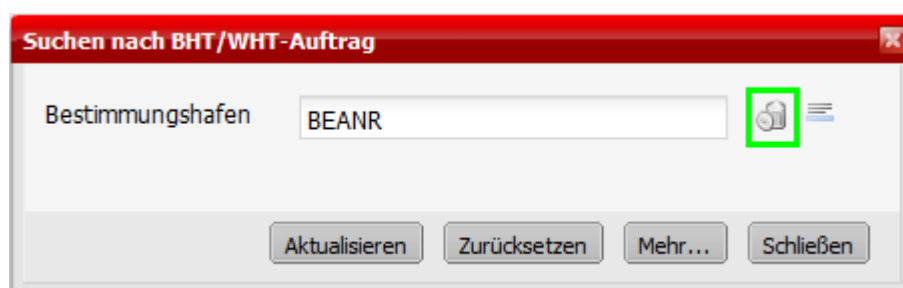 Suchen nach BHT/WHT-Auftrag
Bestimmungshafen BEANR
Aktualisieren Zurücksetzen Mehr... Schließen